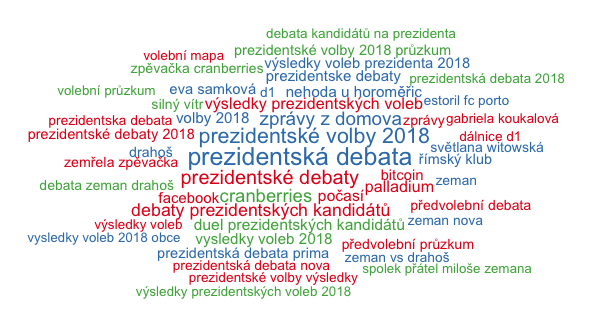 debata kandidátů na prezidenta
volební mapa
prezidentské volby 2018 průzkum
zpěvačka cranberries
výsledky voleb prezidenta 2018
prezidentske debaty
prezidentská debata 2018
volební průzkum
eva samková
d1
nehoda u horoměřic
silný vítr
výsledky prezidentských voleb
estoril fc porto
prezidentska debata
volby 2018
zprávy z domova
zprávy
gabriela koukalová
prezidentské debaty 2018
prezidentské volby 2018
dálnice d1
drahoš
světlana witowská
zemřela zpěvačka
prezidentská debata
římský klub
debata zeman drahoš
prezidentské debaty
bitcoin
palladium
zeman
facebook
cranberries
počasí
debaty prezidentských kandidátů
předvolební debata
výsledky voleb
duel prezidentských kandidátů
zeman nova
vysledky voleb 2018 obce
vysledky voleb 2018
předvolební průzkum
prezidentská debata prima
zeman vs drahoš
prezidentská debata nova
spolek přátel miloše zemana
prezidentské volby výsledky
výsledky prezidentských voleb 2018